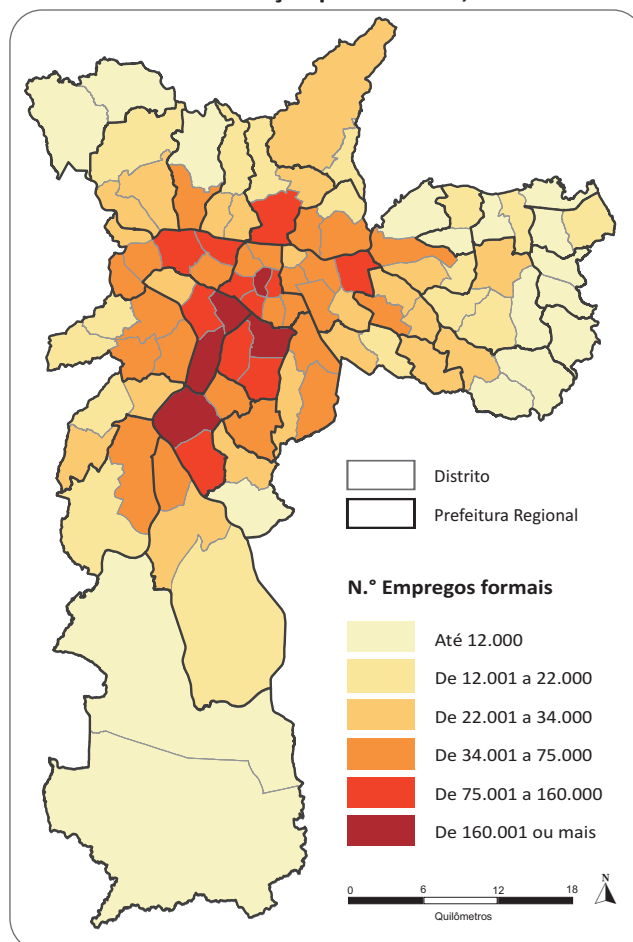 Distrito
Prefeitura Regional
N.° Empregos formais
Até 12.000
De 12.001 a 22.000
De 22.001 a 34.000
De 34.001 a 75.000
De 75.001 a 160.000
De 160.001 ou mais
N
0 6 12 18
Quilômetros